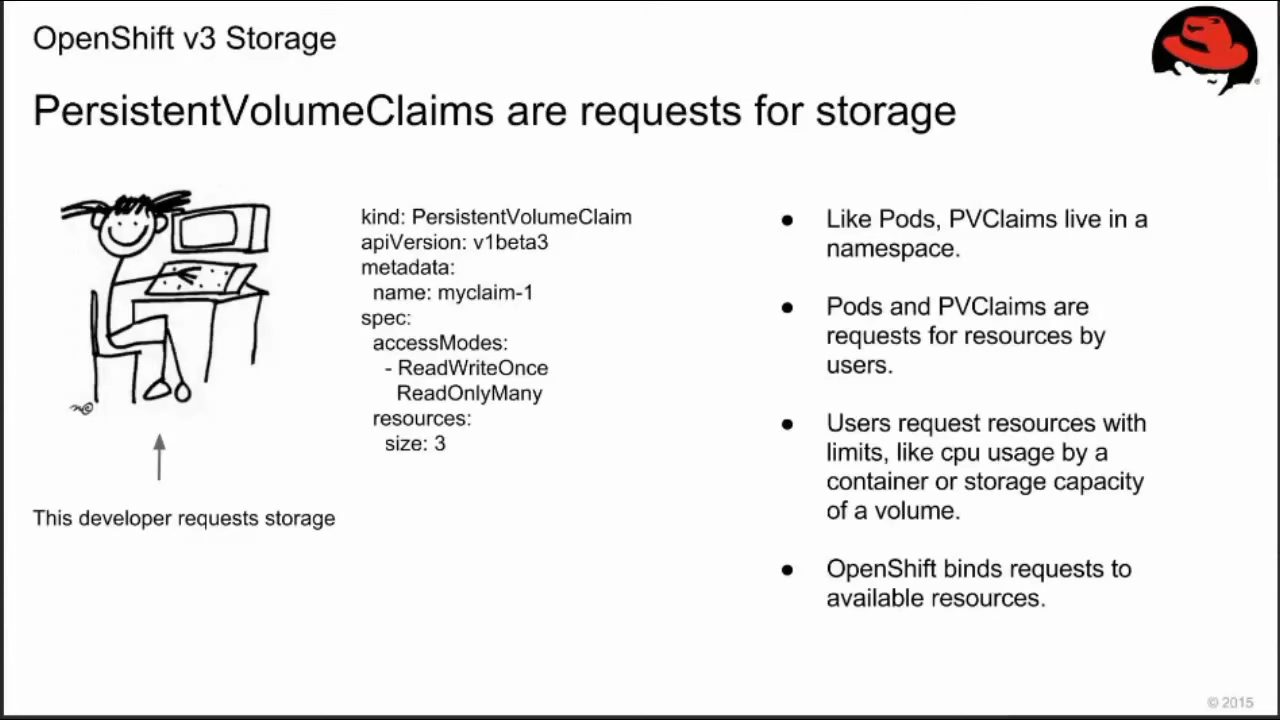 OpenShift v3 Storage
PersistentVolumeClaims are requests for storage
kind: PersistentVolumeClaim
apiVersion: v1beta3
metadata:
name: myclaim-1
spec:
accessModes:
- ReadWriteOnce
ReadOnlyMany
resources:
size: 3
This developer requests storage
● Like Pods, PVClaims live in a
namespace.
● Pods and PVClaims are
requests for resources by
users.
● Users request resources with
limits, like cpu usage by a
container or storage capacity
of a volume.
● OpenShift binds requests to
available resources.
© 2015